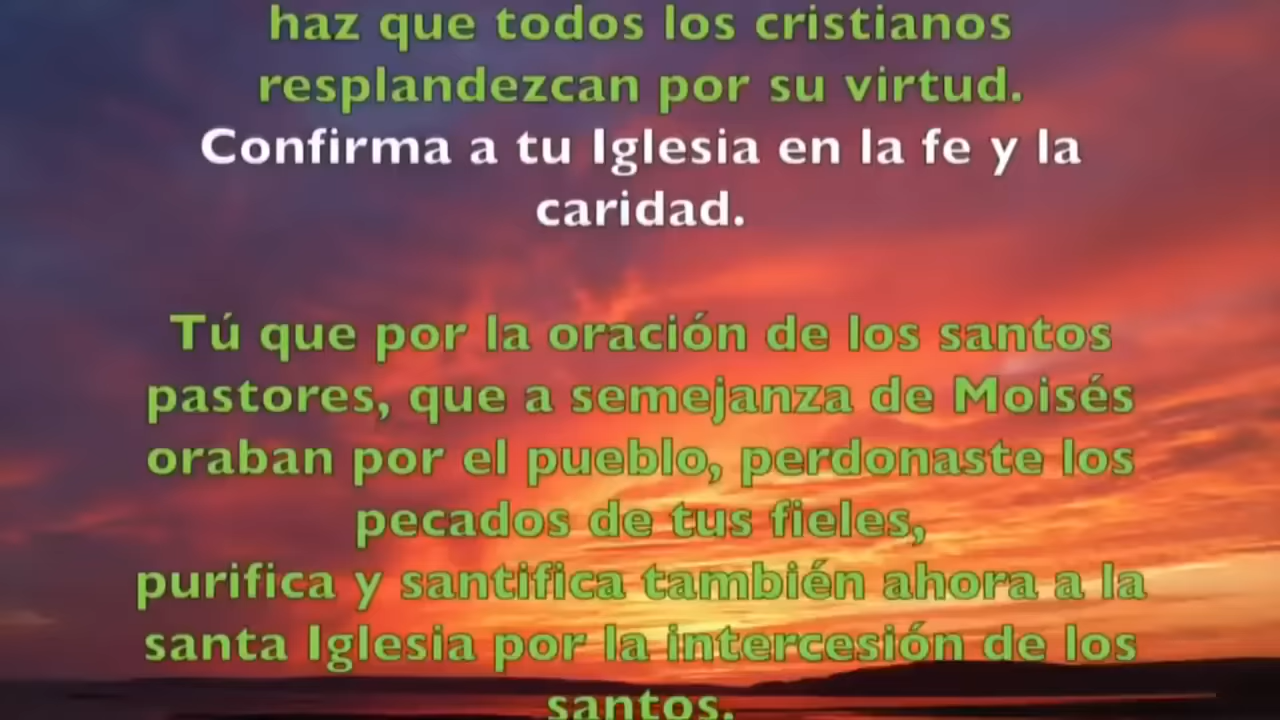 haz que todos los cristianos
resplandezcan por su virtud.
Confirma a tu Iglesia en la fe y la
caridad.
Tú que por la oración de los santos
pastores, que a semejanza de Moisés
oraban por el pueblo, perdonaste los
pecados de tus fieles,
purifica y santifica también ahora a la
santa Iglesia por la intercesión de los
santos.